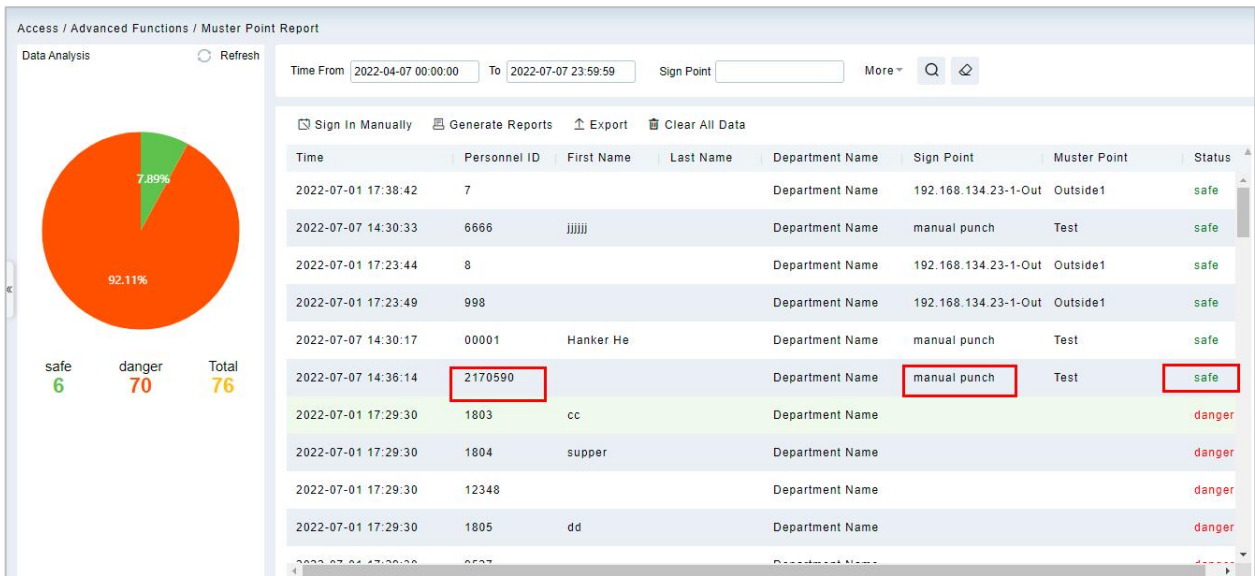 Access / Advanced Functions / Muster Point Report
Data Analysis Refresh
Time From 2022-04-07 00:00:00 To 2022-07-07 23:59:59 Sign Point More
Sign In Manually Generate Reports Export Clear All Data
Time Personnel ID First Name Last Name Department Name Sign Point Muster Point Status
2022-07-01 17:38:42 7 Department Name 192.168.134.23-1-Out Outside1 safe
2022-07-07 14:30:33 6666 jjjjjj Department Name manual punch Test safe
2022-07-01 17:23:44 8 Department Name 192.168.134.23-1-Out Outside1 safe
2022-07-01 17:23:49 998 Department Name 192.168.134.23-1-Out Outside1 safe
2022-07-07 14:30:17 00001 Hanker He Department Name manual punch Test safe
2022-07-07 14:36:14 2170590 Department Name manual punch Test safe
2022-07-01 17:29:30 1803 cc Department Name danger
2022-07-01 17:29:30 1804 supper Department Name danger
2022-07-01 17:29:30 12348 Department Name danger
2022-07-01 17:29:30 1805 dd Department Name danger
7.89%
92.11%
safe danger Total
6 70 76